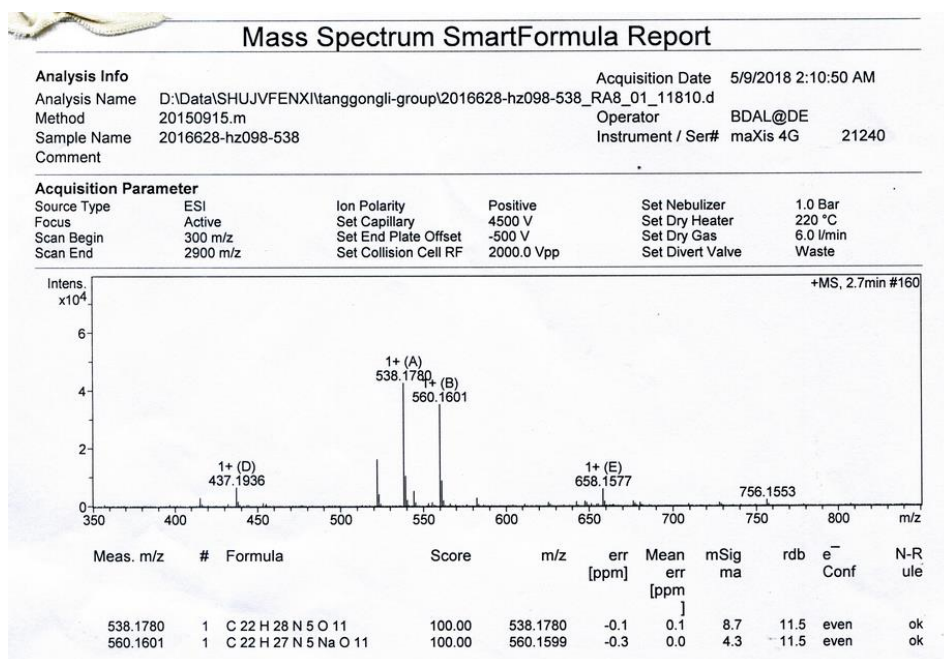 Mass Spectrum SmartFormula Report
Analysis Info
Acquisition Date 5/9/2018 2:10:50 AM
Analysis Name D:\Data\SHUJVFENXI\tanggongli-group\2016628-hz098-538_RA8_01_11810.d
Method 20150915.m Operator BDAL@DE
Sample Name 2016628-hz098-538 Instrument / Ser# maXis 4G 21240
Comment
Acquisition Parameter
Source Type ESI Ion Polarity Positive Set Nebulizer 1.0 Bar
Focus Active Set Capillary 4500 V Set Dry Heater 220 °C
Scan Begin 300 m/z Set End Plate Offset -500 V Set Dry Gas 6.0 l/min
Scan End 2900 m/z Set Collision Cell RF 2000.0 Vpp Set Divert Valve Waste
Intens. +MS, 2.7min #160
x10⁴
6
1+ (A)
538.1780 1+ (B)
4 560.1601
2
1+ (D) 1+ (E)
437.1936 658.1577
756.1553
0
350 400 450 500 550 600 650 700 750 800 m/z
Meas. m/z # Formula Score m/z err Mean mSig rdb e⁻ N-R
[ppm] err ma Conf ule
[ppm
]
538.1780 1 C 22 H 28 N 5 O 11 100.00 538.1780 -0.1 0.1 8.7 11.5 even ok
560.1601 1 C 22 H 27 N 5 Na O 11 100.00 560.1599 -0.3 0.0 4.3 11.5 even ok